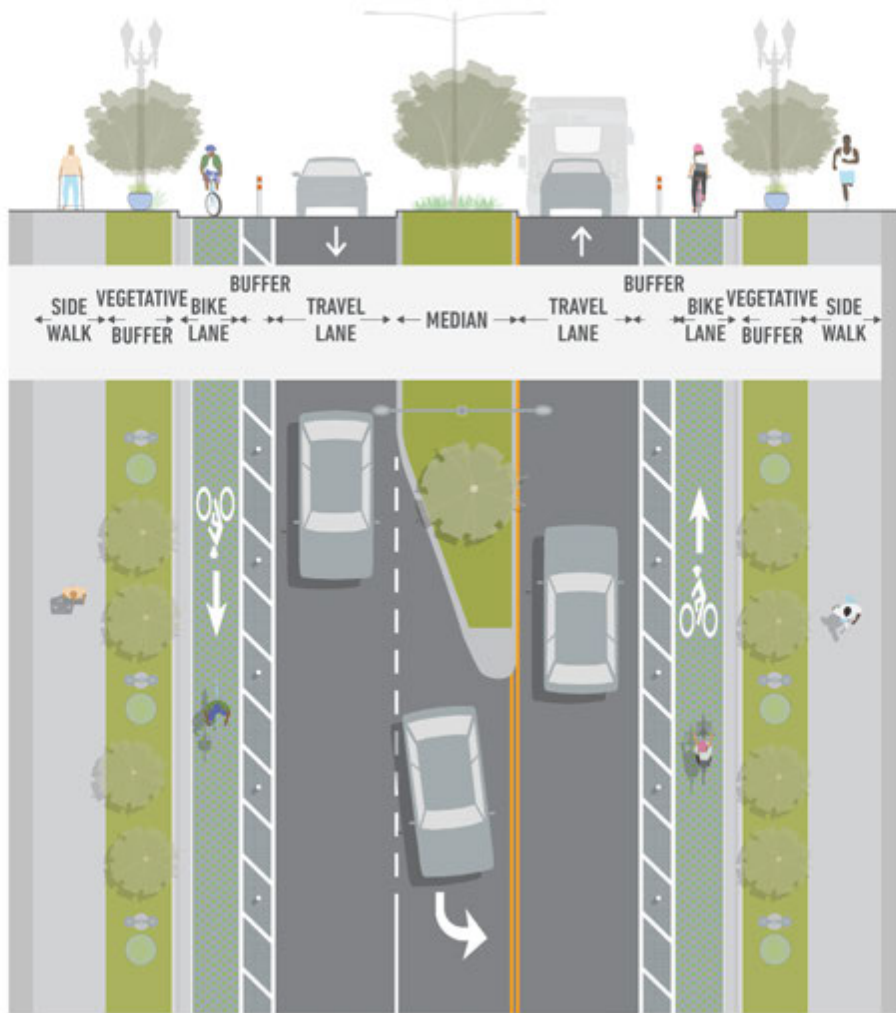 SIDE WALK
VEGETATIVE BUFFER
BIKE LANE
BUFFER
TRAVEL LANE
MEDIAN
TRAVEL LANE
BUFFER
BIKE LANE
VEGETATIVE BUFFER
SIDE WALK